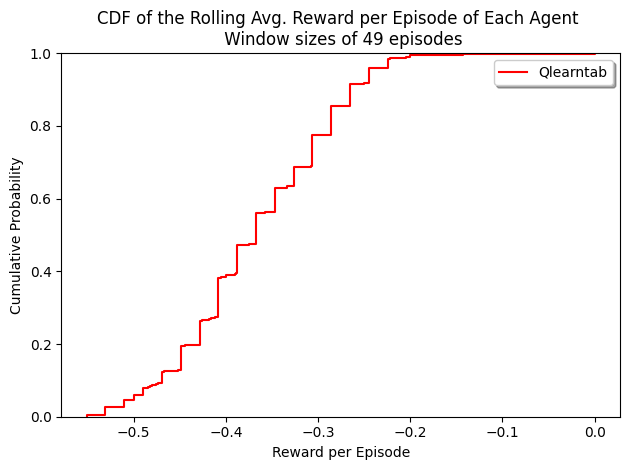 CDF of the Rolling Avg. Reward per Episode of Each Agent
Window sizes of 49 episodes
Qlearntab
Cumulative Probability
1.0
0.8
0.6
0.4
0.2
0.0
−0.5 −0.4 −0.3 −0.2 −0.1 0.0
Reward per Episode